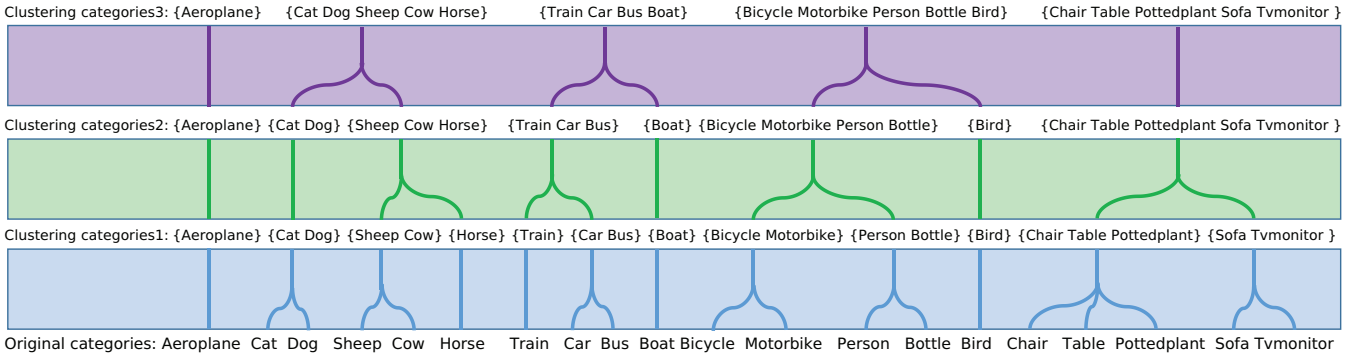 Clustering categories3: {Aeroplane} {Cat Dog Sheep Cow Horse} {Train Car Bus Boat} {Bicycle Motorbike Person Bottle Bird} {Chair Table Pottedplant Sofa Tvmonitor }
Clustering categories2: {Aeroplane} {Cat Dog} {Sheep Cow Horse} {Train Car Bus} {Boat} {Bicycle Motorbike Person Bottle} {Bird} {Chair Table Pottedplant Sofa Tvmonitor }
Clustering categories1: {Aeroplane} {Cat Dog} {Sheep Cow} {Horse} {Train} {Car Bus} {Boat} {Bicycle Motorbike} {Person Bottle} {Bird} {Chair Table Pottedplant} {Sofa Tvmonitor }
Original categories: Aeroplane Cat Dog Sheep Cow Horse Train Car Bus Boat Bicycle Motorbike Person Bottle Bird Chair Table Pottedplant Sofa Tvmonitor